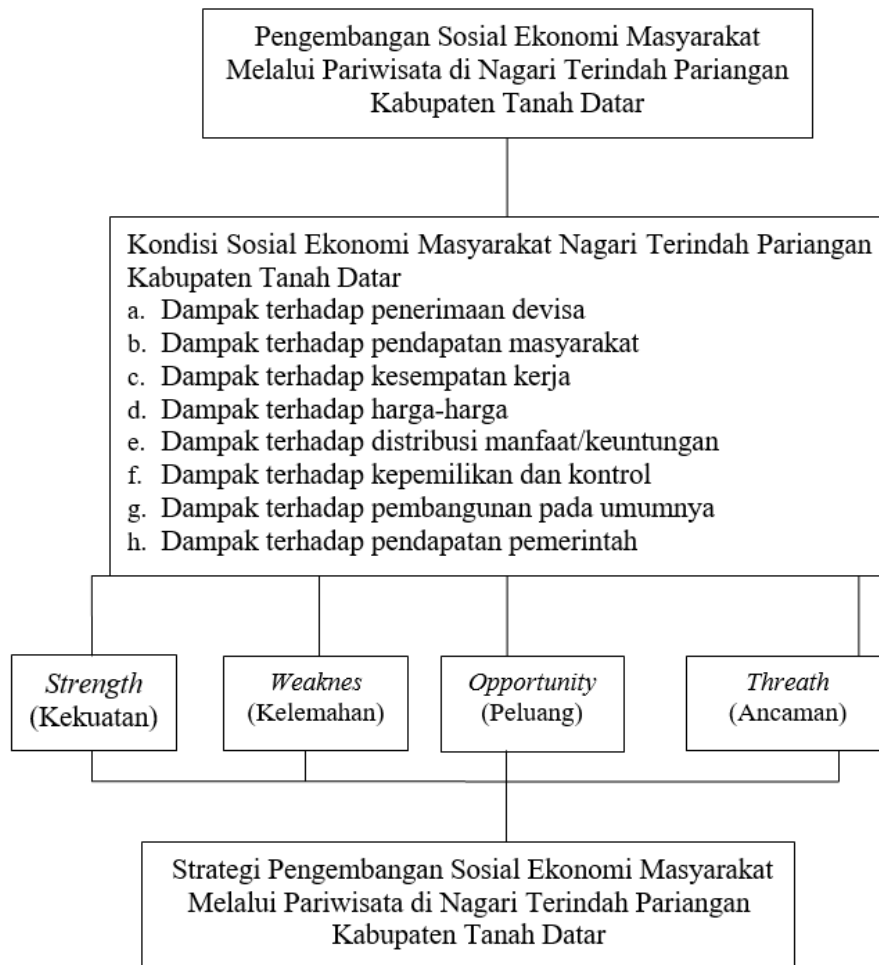 Pengembangan Sosial Ekonomi Masyarakat
Melalui Pariwisata di Nagari Terindah Pariangan
Kabupaten Tanah Datar
Kondisi Sosial Ekonomi Masyarakat Nagari Terindah Pariangan
Kabupaten Tanah Datar
a. Dampak terhadap penerimaan devisa
b. Dampak terhadap pendapatan masyarakat
c. Dampak terhadap kesempatan kerja
d. Dampak terhadap harga-harga
e. Dampak terhadap distribusi manfaat/keuntungan
f. Dampak terhadap kepemilikan dan kontrol
g. Dampak terhadap pembangunan pada umumnya
h. Dampak terhadap pendapatan pemerintah
Strength
(Kekuatan)
Weaknes
(Kelemahan)
Opportunity
(Peluang)
Threath
(Ancaman)
Strategi Pengembangan Sosial Ekonomi Masyarakat
Melalui Pariwisata di Nagari Terindah Pariangan
Kabupaten Tanah Datar